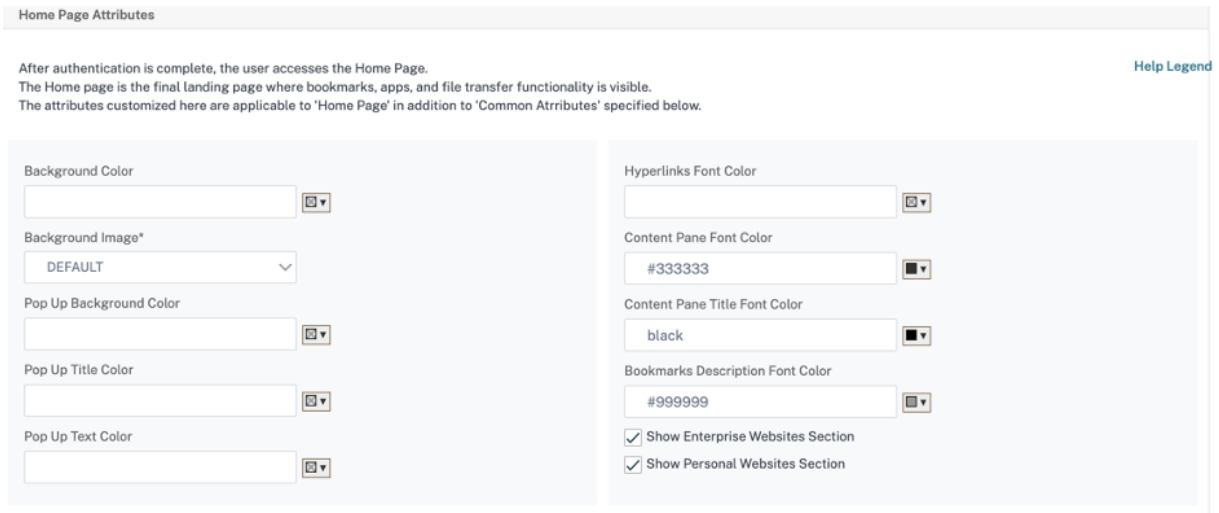 Home Page Attributes
After authentication is complete, the user accesses the Home Page.
Help Legend
The Home page is the final landing page where bookmarks, apps, and file transfer functionality is visible.
The attributes customized here are applicable to 'Home Page' in addition to 'Common Atrributes' specified below.
Background Color
Background Image*
DEFAULT
Pop Up Background Color
Pop Up Title Color
Pop Up Text Color
Hyperlinks Font Color
Content Pane Font Color
#333333
Content Pane Title Font Color
black
Bookmarks Description Font Color
#999999
Show Enterprise Websites Section
Show Personal Websites Section